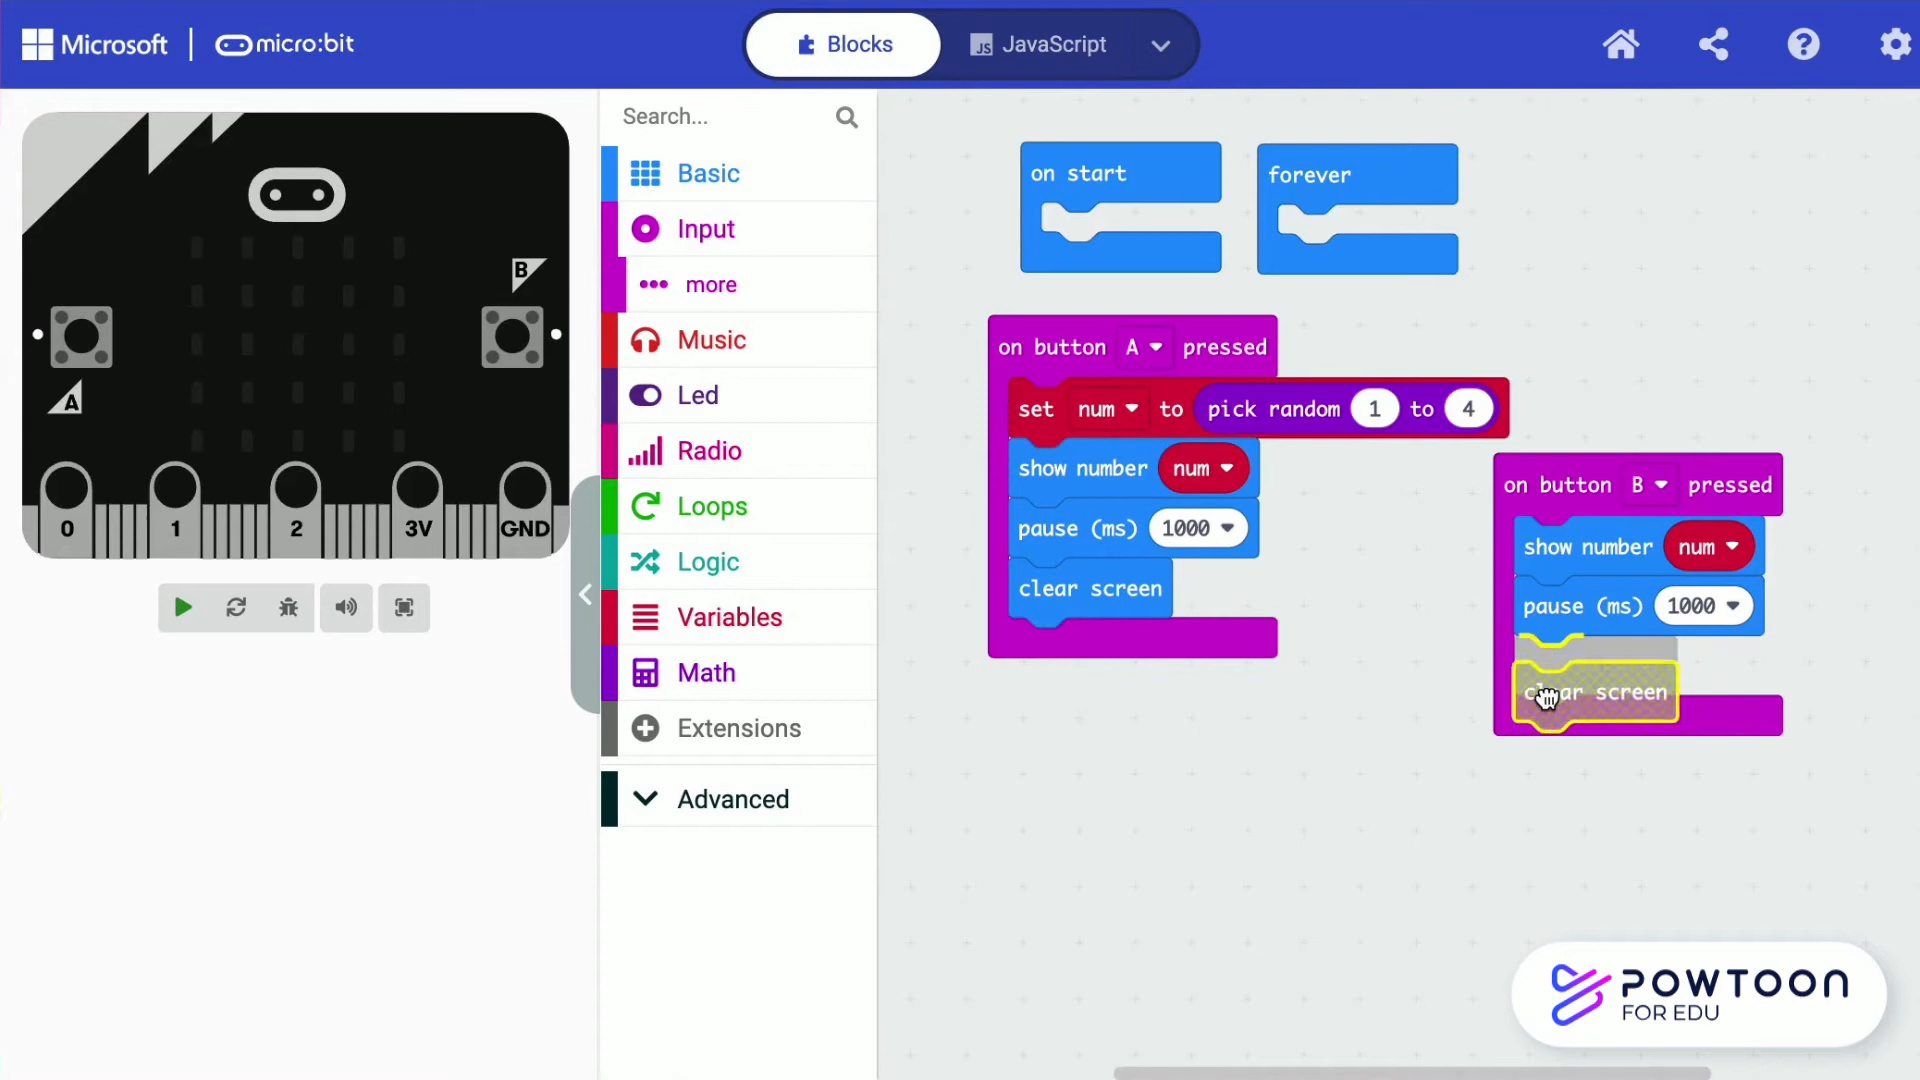 Microsoft
micro:bit
Blocks
JS JavaScript
B
A
0 1 2 3V GND
Search...
Basic
Input
more
Music
Led
Radio
Loops
Logic
Variables
Math
Extensions
Advanced
on start
forever
on button A pressed
set num to pick random 1 to 4
show number num
pause (ms) 1000
clear screen
on button B pressed
show number num
pause (ms) 1000
clear screen
POWTOON
FOR EDU